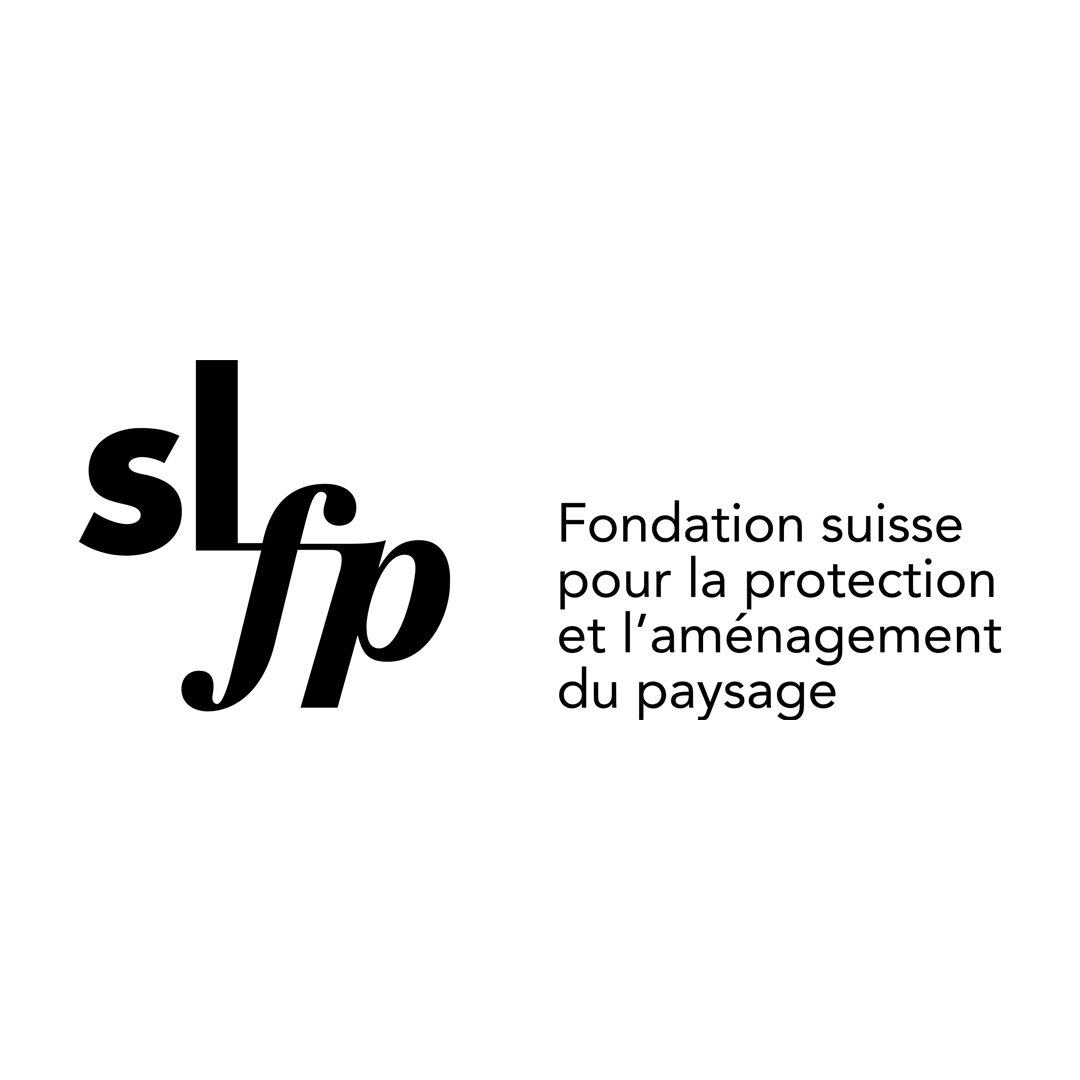 sl
fp
Fondation suisse
pour la protection
et l’aménagement
du paysage